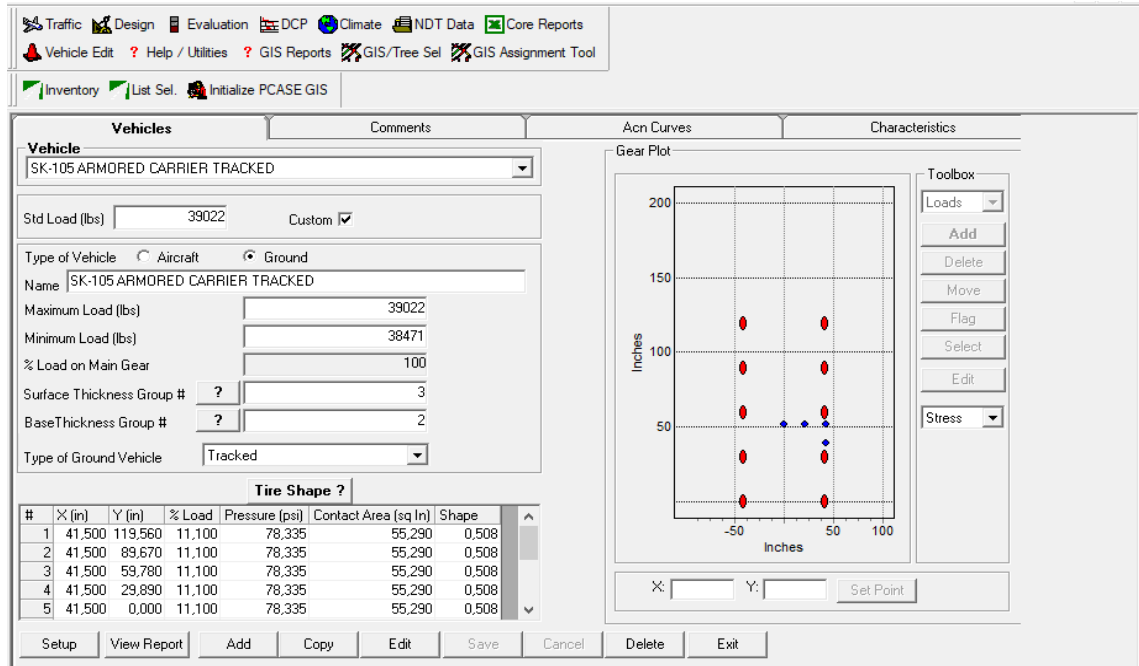 Traffic Design Evaluation DCP Climate NDT Data Core Reports
Vehicle Edit ? Help / Utilities ? GIS Reports GIS/Tree Sel GIS Assignment Tool
Inventory List Sel. Initialize PCASE GIS
Vehicles Comments Acn Curves Characteristics
Vehicle
SK-105 ARMORED CARRIER TRACKED
Std Load (lbs) 39022 Custom
Type of Vehicle Aircraft Ground
Name SK-105 ARMORED CARRIER TRACKED
Maximum Load (lbs) 39022
Minimum Load (lbs) 38471
% Load on Main Gear 100
Surface Thickness Group # ? 3
BaseThickness Group # ? 2
Type of Ground Vehicle Tracked
Tire Shape ?
# X (in) Y (in) % Load Pressure (psi) Contact Area (sq In) Shape
1 41,500 119,560 11,100 78,335 55,290 0,508
2 41,500 89,670 11,100 78,335 55,290 0,508
3 41,500 59,780 11,100 78,335 55,290 0,508
4 41,500 29,890 11,100 78,335 55,290 0,508
5 41,500 0,000 11,100 78,335 55,290 0,508
Gear Plot
200
150
100
50
Inches
-50 50 100
Inches
Toolbox
Loads
Add
Delete
Move
Flag
Select
Edit
Stress
X: Y: Set Point
Setup View Report Add Copy Edit Save Cancel Delete Exit